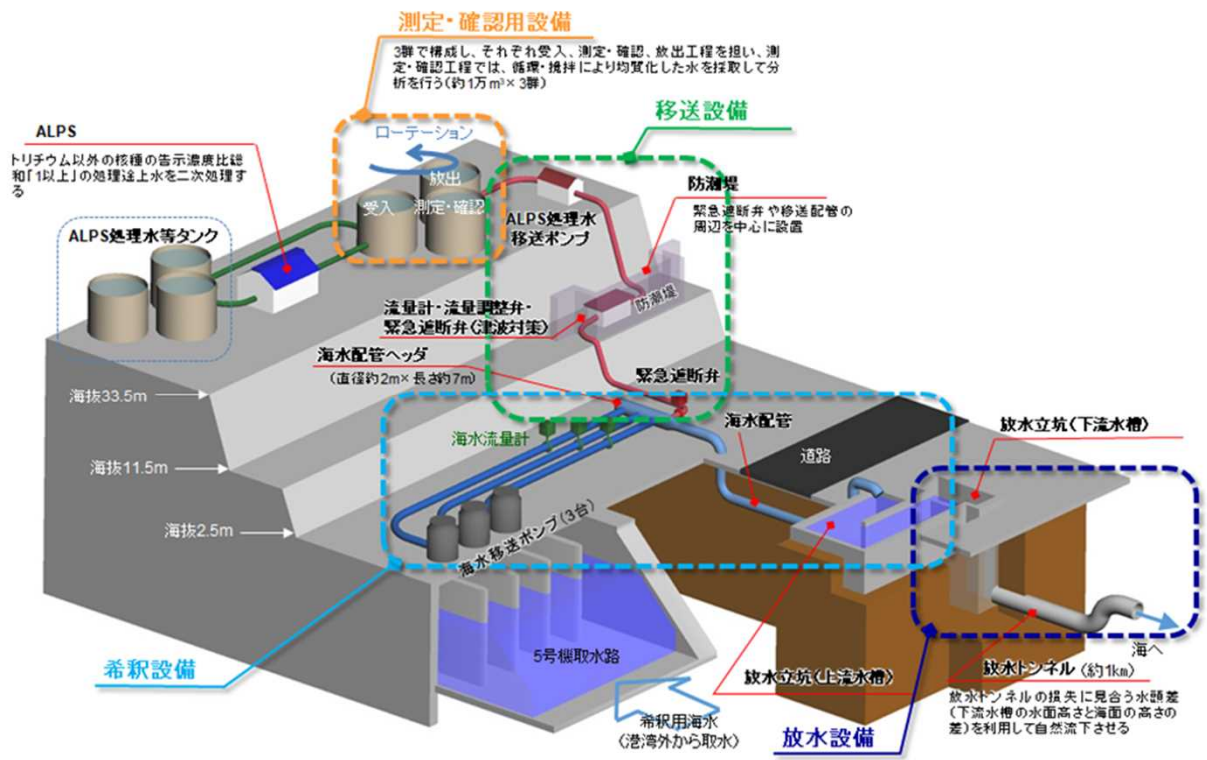 測定・確認用設備
3群で構成し、それぞれ受入、測定・確認、放出工程を担い、測
定・確認工程では、循環・撹拌により均質化した水を採取して分
析を行う(約1万m³×3群)
移送設備
ALPS
トリチウム以外の核種の告示濃度比総
和「1以上」の処理途上水を二次処理す
る
ローテーション
放出
受入
測定・確認
防潮堤
緊急遮断弁や移送配管の
周辺を中心に設置
ALPS処理水
移送ポンプ
ALPS処理水等タンク
防潮堤
流量計・流量調整弁・
緊急遮断弁(津波対策)
海水配管ヘッダ
(直径約2m×長さ約7m)
緊急遮断弁
海抜33.5m
海水流量計
海水配管
放水立坑(下流水槽)
道路
海抜11.5m
海抜2.5m
海水移送ポンプ(3台)
5号機取水路
海へ
希釈設備
放水立坑(上流水槽)
放水トンネル (約1km)
放水トンネルの損失に見合う水頭差
(下流水槽の水面高さと海面の高さの
差)を利用して自然流下させる
希釈用海水
(港湾外から取水)
放水設備